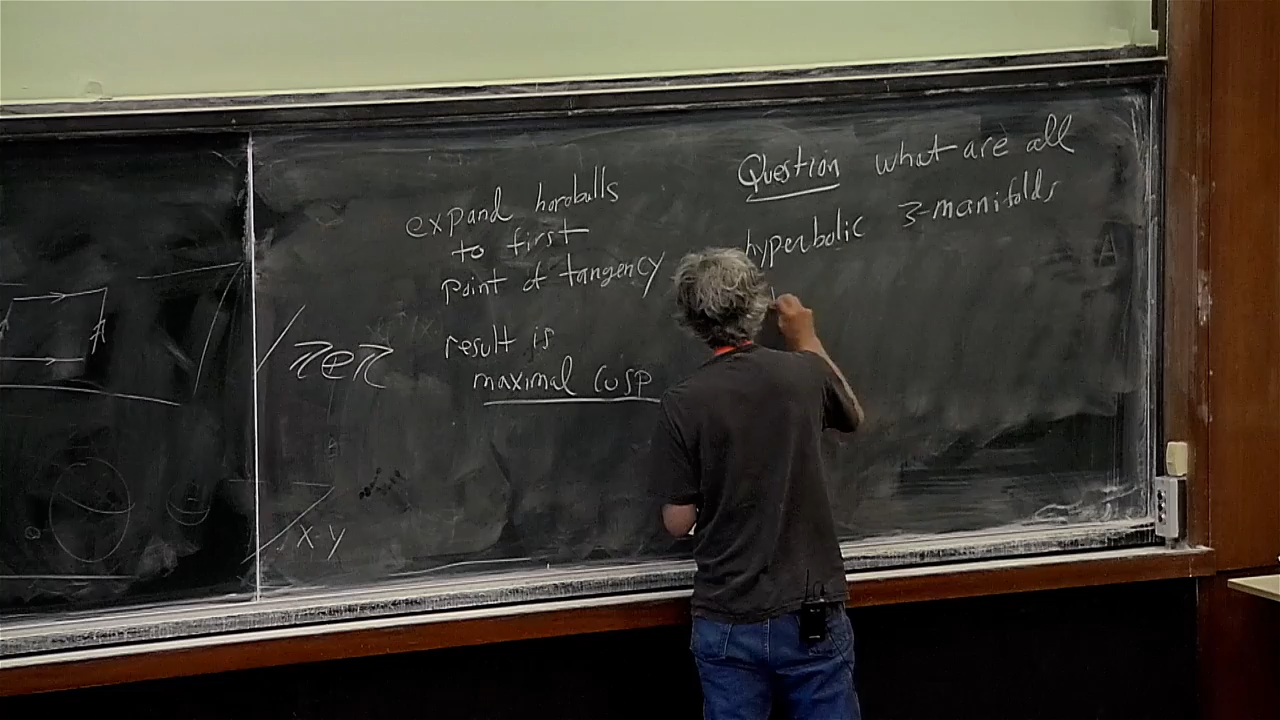 expand horoballs
to first
point of tangency
result is
maximal cusp
Question what are all
hyperbolic 3-manifolds
/ℤ⊕ℤ
x-y